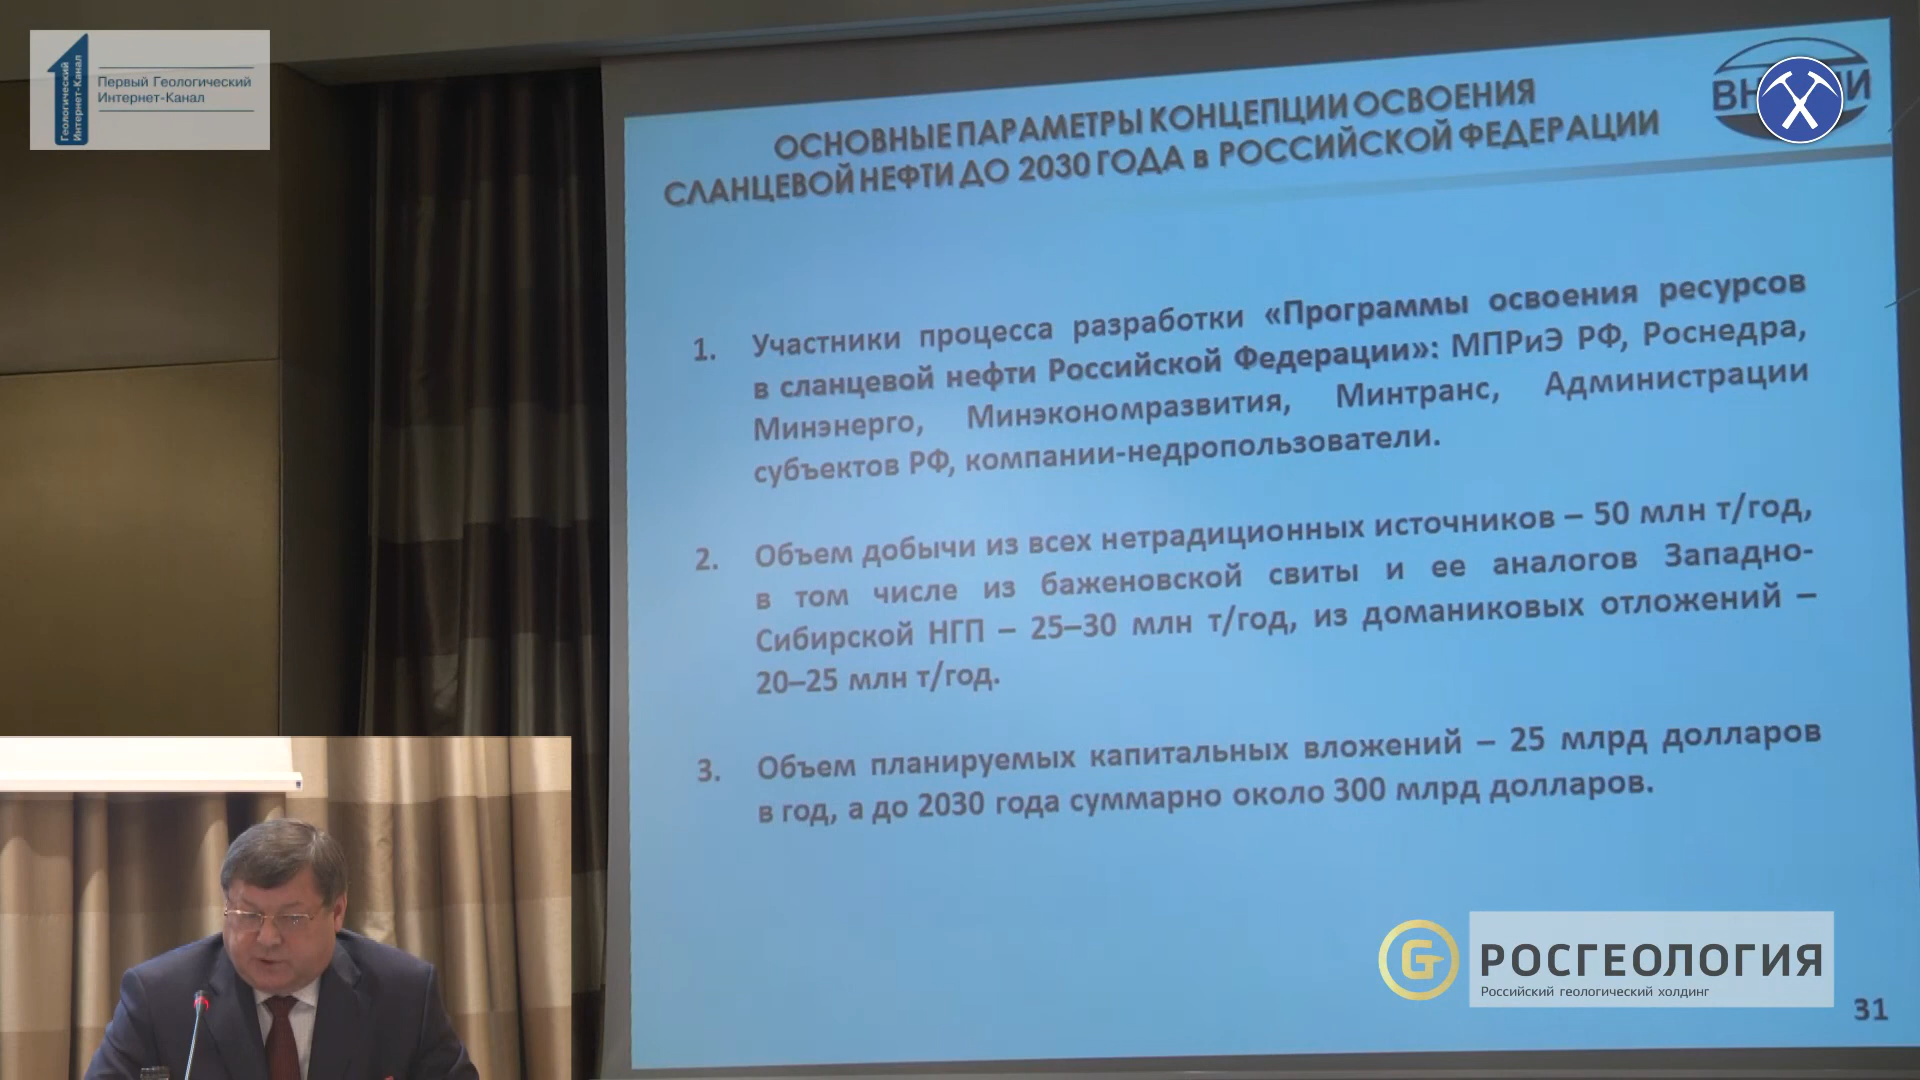 Геологический
Интернет-Канал
Первый Геологический
Интернет-Канал
ОСНОВНЫЕ ПАРАМЕТРЫ КОНЦЕПЦИИ ОСВОЕНИЯ
СЛАНЦЕВОЙ НЕФТИ ДО 2030 ГОДА в РОССИЙСКОЙ ФЕДЕРАЦИИ
1. Участники процесса разработки «Программы освоения ресурсов
в сланцевой нефти Российской Федерации»: МПРиЭ РФ, Роснедра,
Минэнерго, Минэкономразвития, Минтранс, Администрации
субъектов РФ, компании-недропользователи.
2. Объем добычи из всех нетрадиционных источников – 50 млн т/год,
в том числе из баженовской свиты и ее аналогов Западно-
Сибирской НГП – 25–30 млн т/год, из доманиковых отложений –
20–25 млн т/год.
3. Объем планируемых капитальных вложений – 25 млрд долларов
в год, а до 2030 года суммарно около 300 млрд долларов.
РОСГЕОЛОГИЯ
Российский геологический холдинг
31